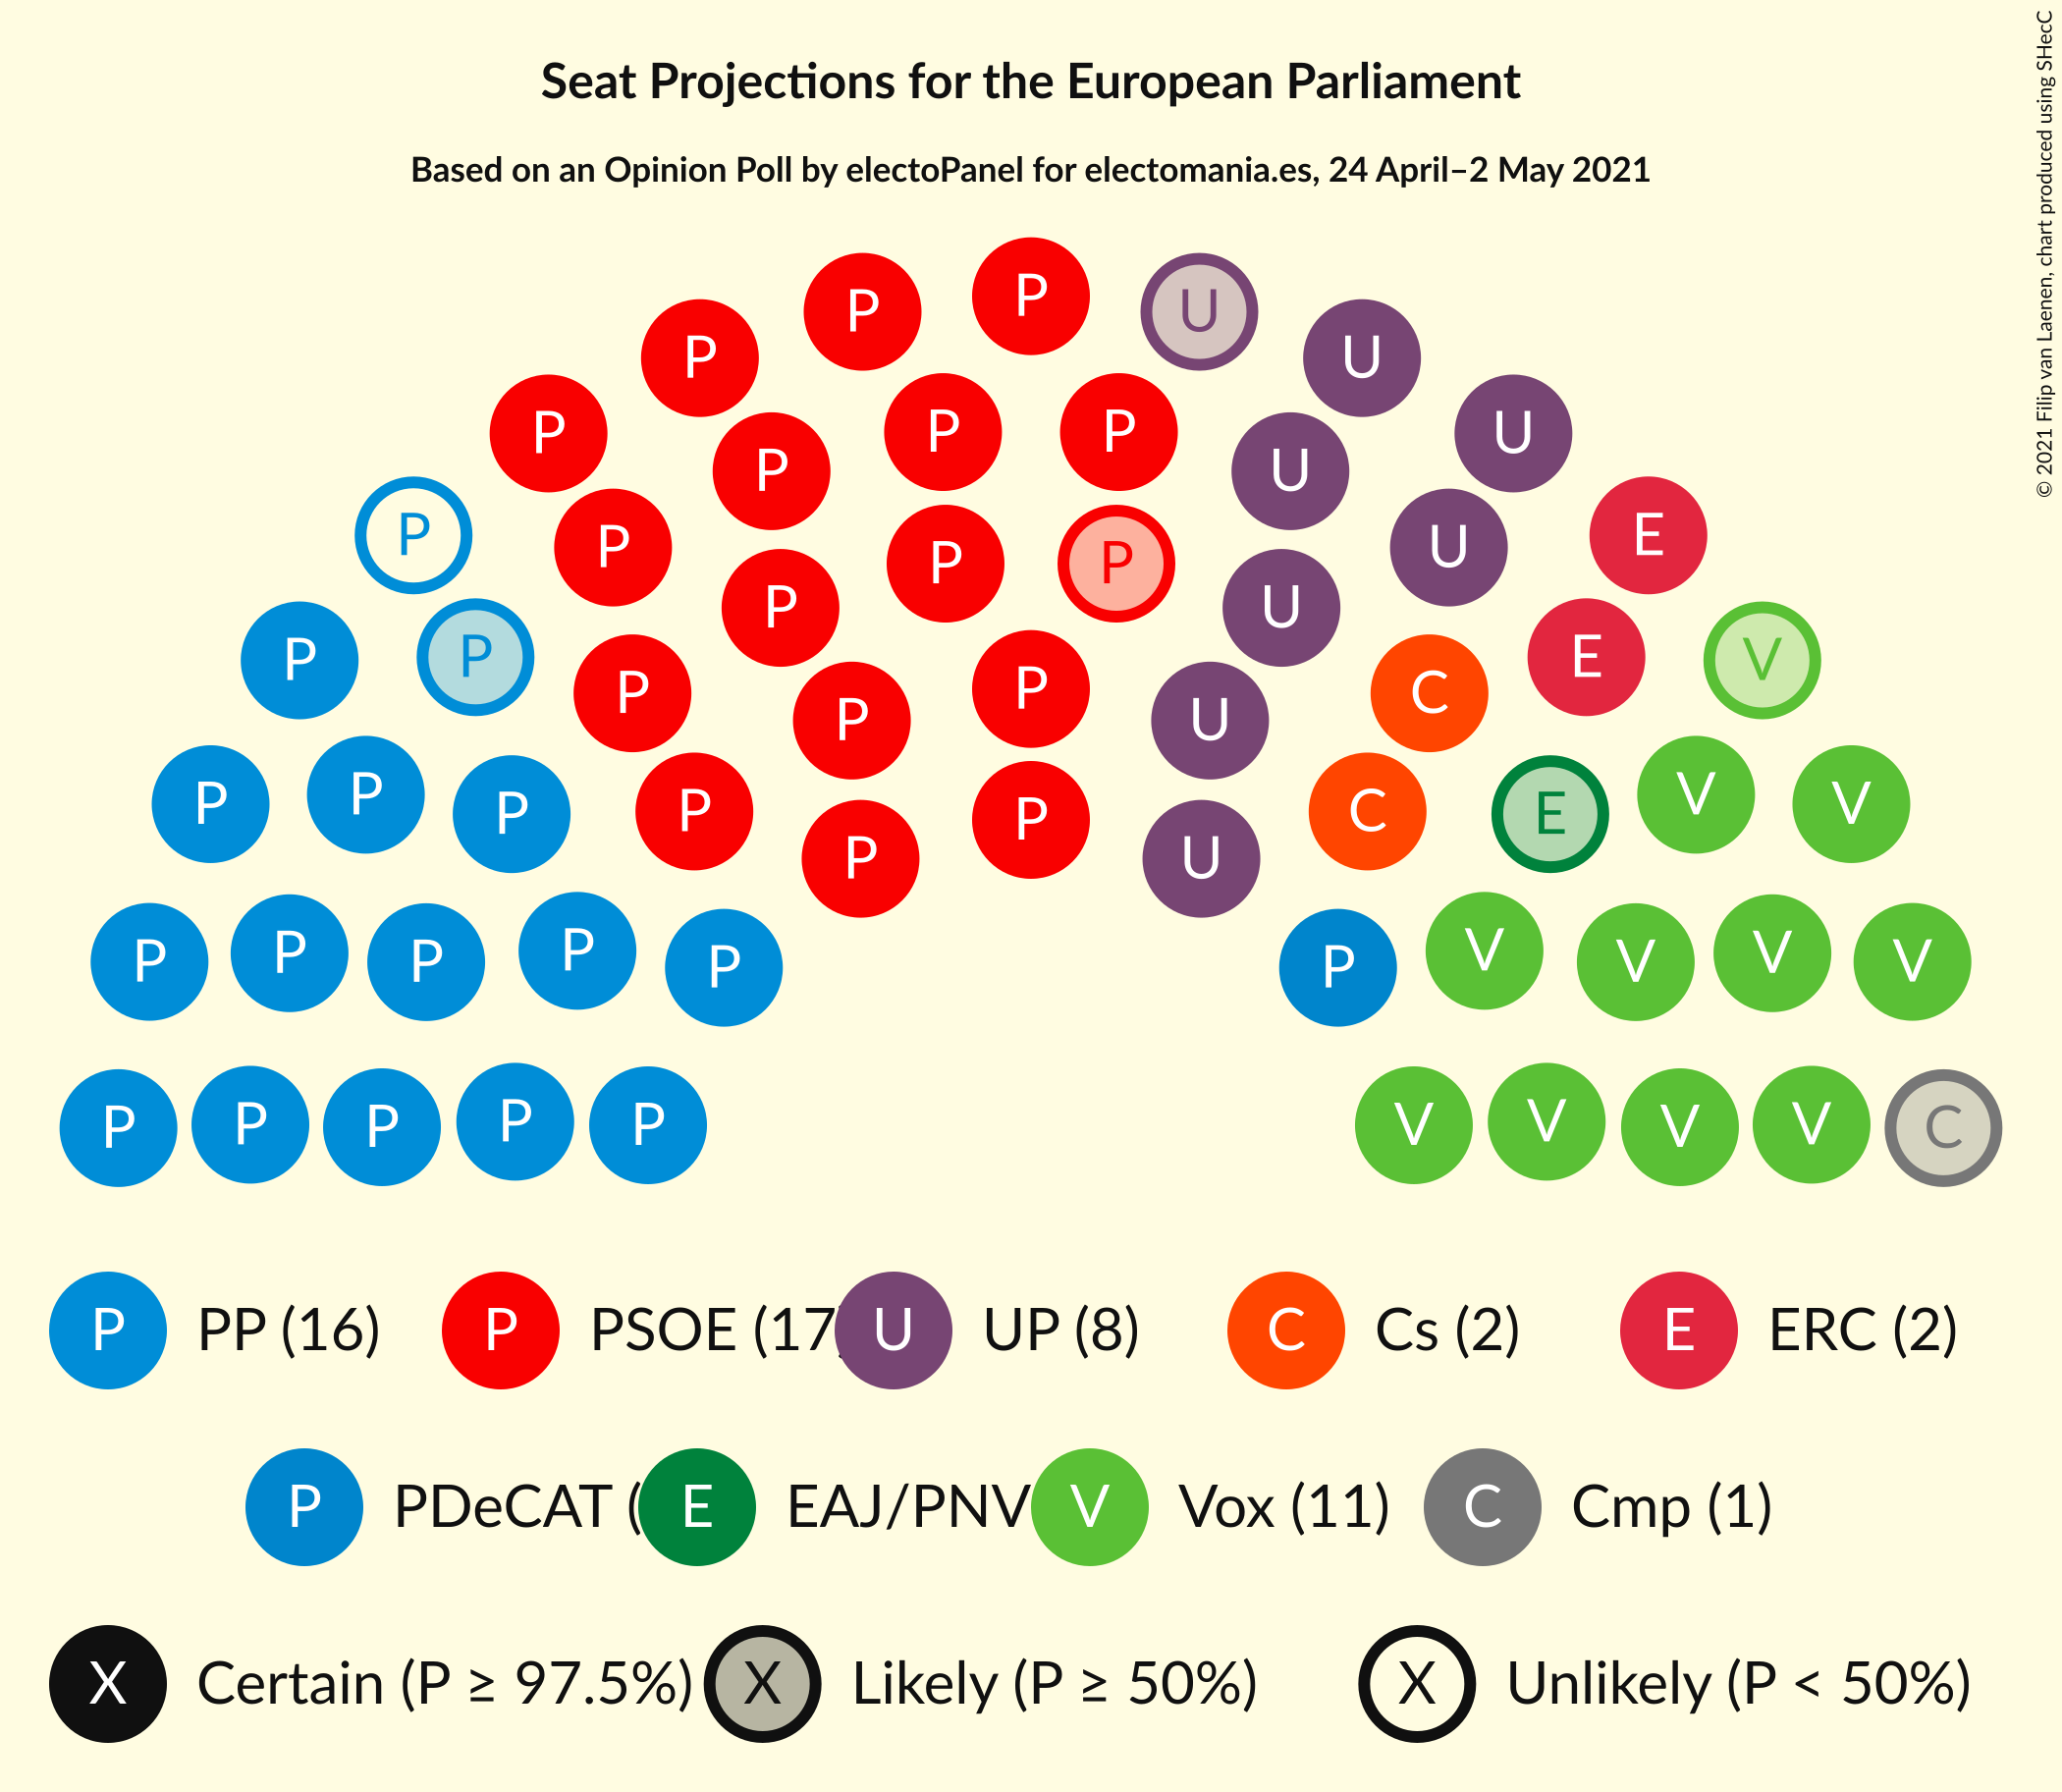 Seat Projections for the European Parliament
Based on an Opinion Poll by electoPanel for electomania.es, 24 April–2 May 2021
© 2021 Filip van Laenen, chart produced using SHecC
P U
P P U
P U
P P
P P U U
P E
P P
P U
P P U
P E
P P V
P C
P
P U
P P C
P P P E V V
P U
P P P P P P V V V V
P P P P P V V V V C
P PP (16) P PSOE (17 U UP (8) C Cs (2) E ERC (2)
P PDeCAT ( E EAJ/PNV V Vox (11) C Cmp (1)
X Certain (P ≥ 97.5%) X Likely (P ≥ 50%) X Unlikely (P < 50%)